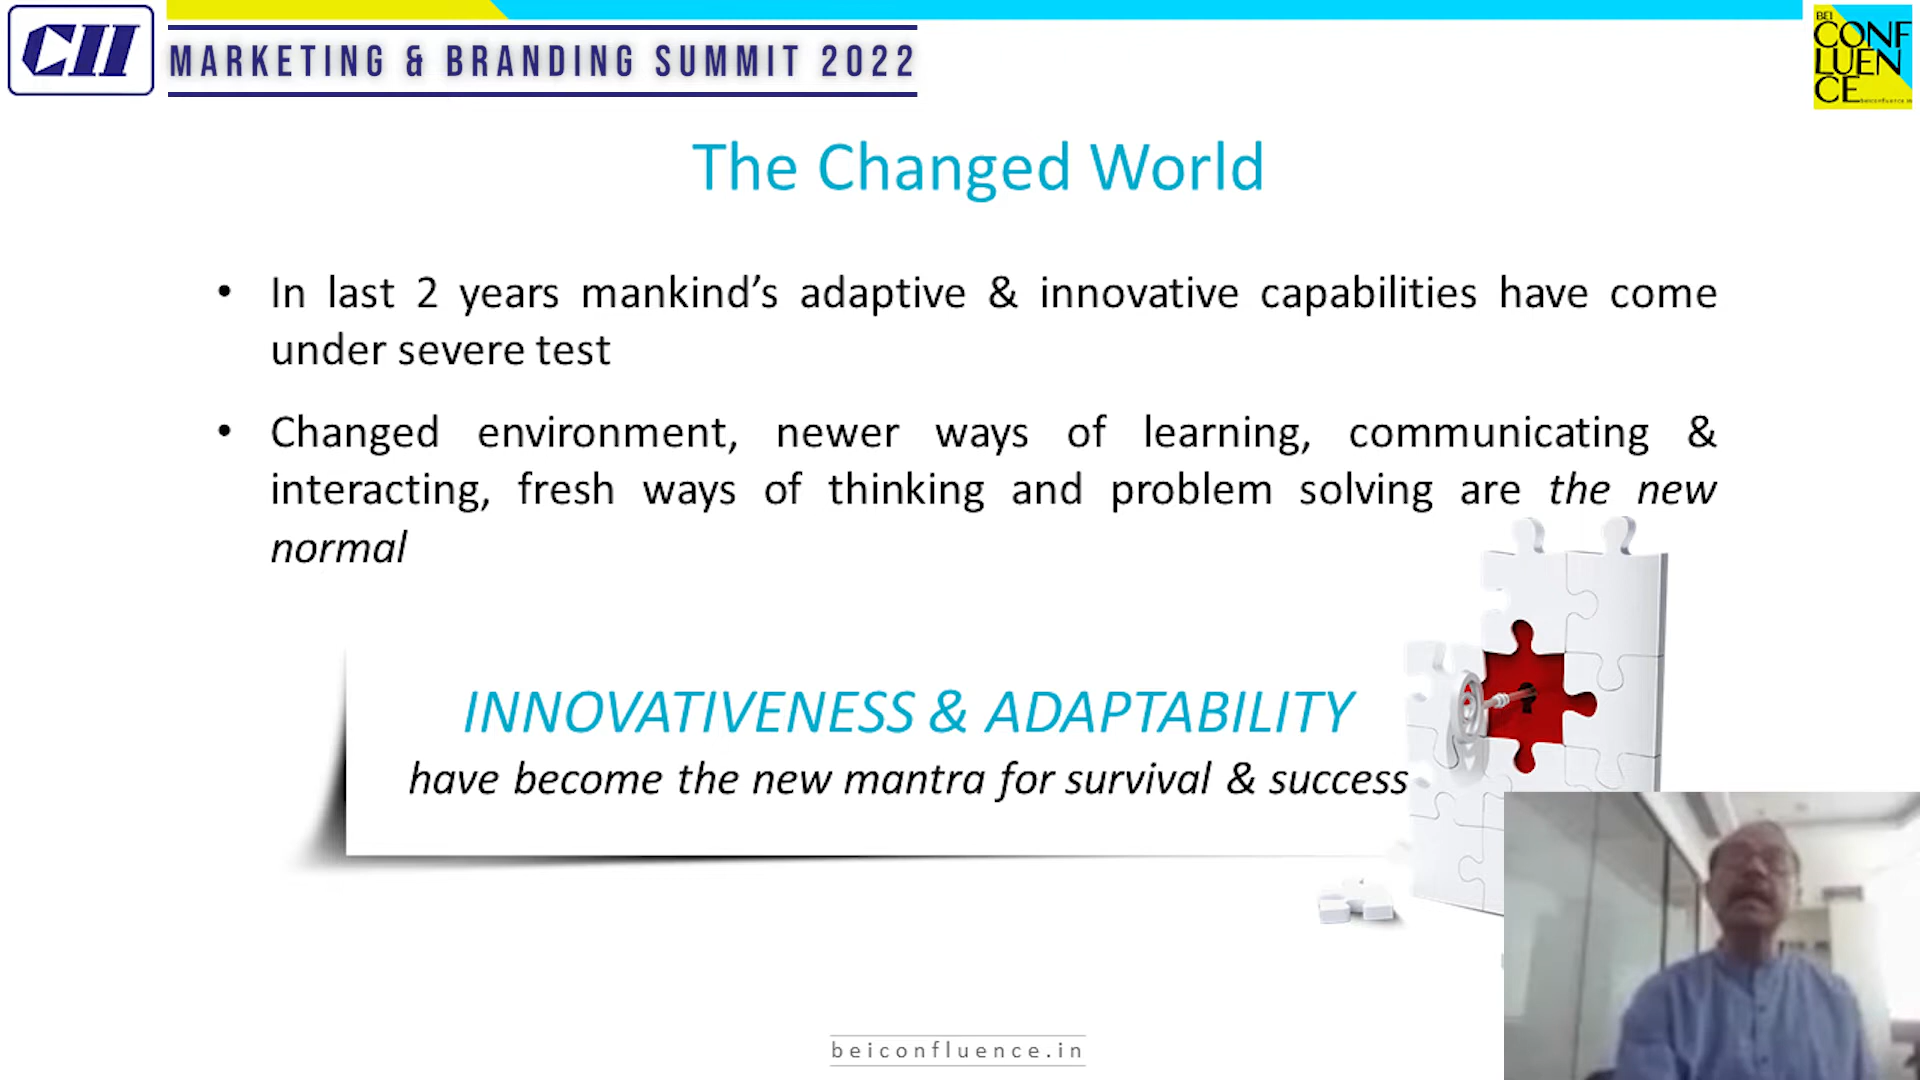 CII
MARKETING & BRANDING SUMMIT 2022
BEI
CONF
LUEN
CE
beiconfluence.in
The Changed World
• In last 2 years mankind’s adaptive & innovative capabilities have come
under severe test
• Changed environment, newer ways of learning, communicating &
interacting, fresh ways of thinking and problem solving are the new
normal
INNOVATIVENESS & ADAPTABILITY
have become the new mantra for survival & success
beiconfluence.in